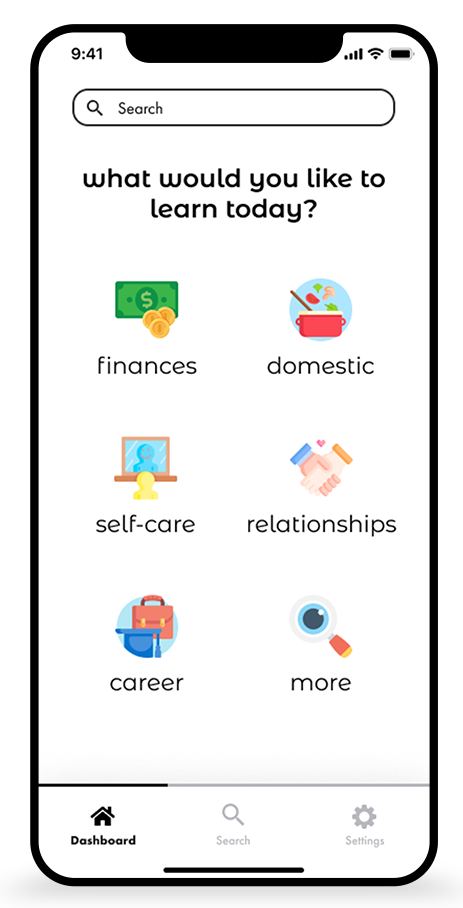 9:41
Search
what would you like to
learn today?
$
finances
domestic
self-care
relationships
career
more
Dashboard
Search
Settings